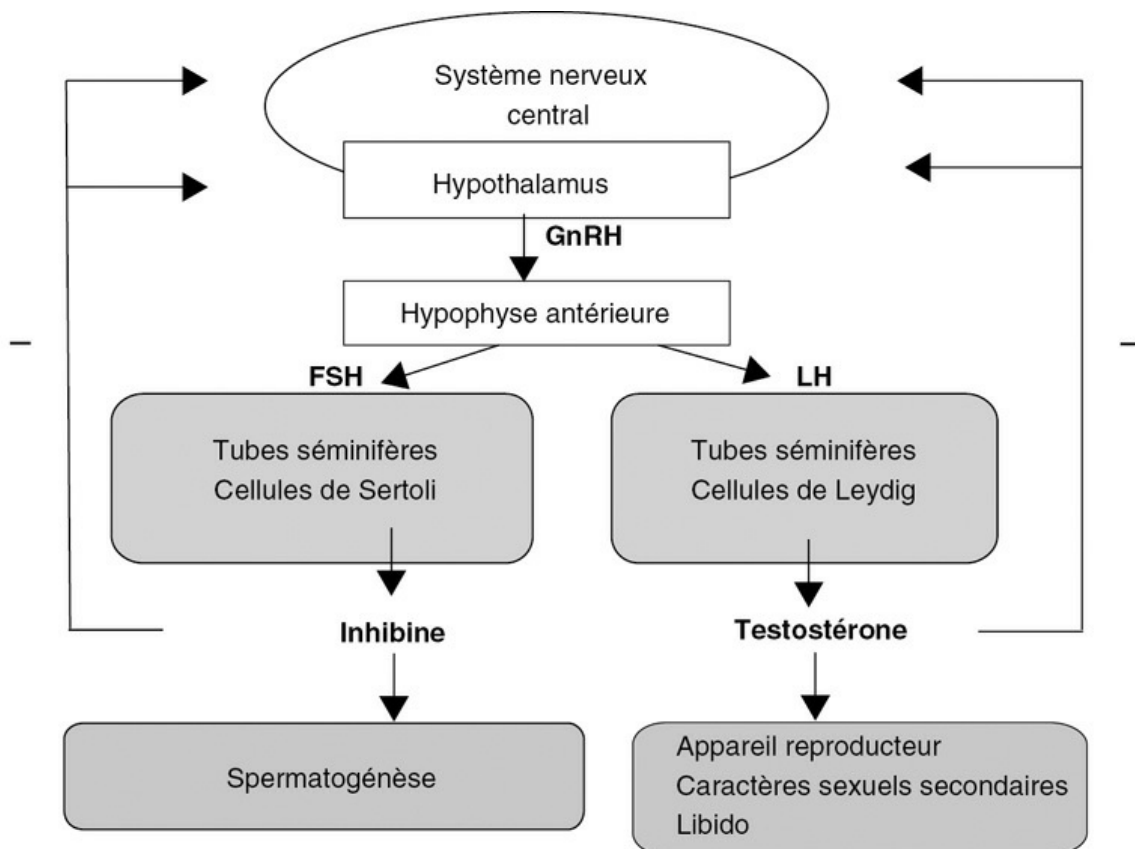 Système nerveux
central
Hypothalamus
GnRH
Hypophyse antérieure
FSH
LH
Tubes séminifères
Cellules de Sertoli
Tubes séminifères
Cellules de Leydig
–
–
Inhibine
Testostérone
Spermatogénèse
Appareil reproducteur
Caractères sexuels secondaires
Libido